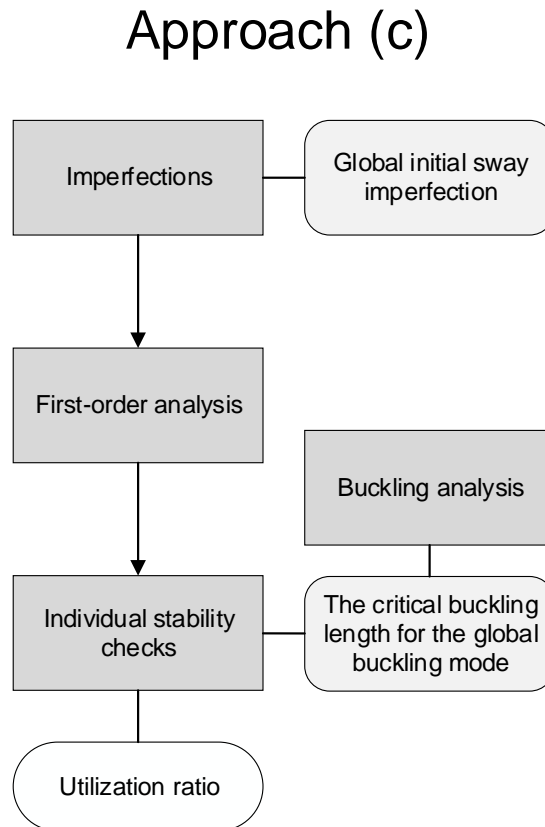 Approach (c)
Imperfections
Global initial sway
imperfection
First-order analysis
Buckling analysis
Individual stability
checks
The critical buckling
length for the global
buckling mode
Utilization ratio